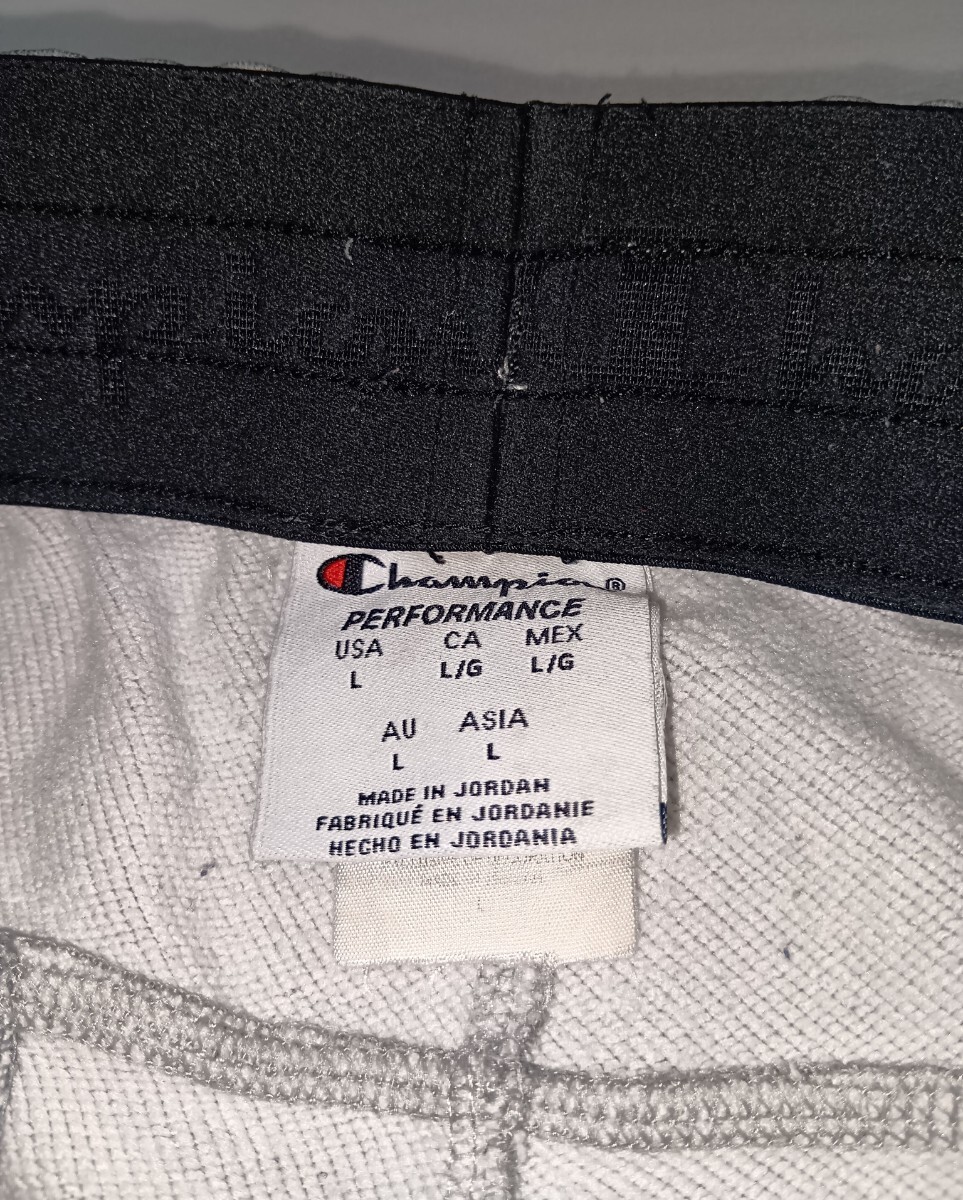 Champion®
PERFORMANCE
USA CA MEX
L L/G L/G
AU ASIA
L L
MADE IN JORDAN
FABRIQUÉ EN JORDANIE
HECHO EN JORDANIA
L